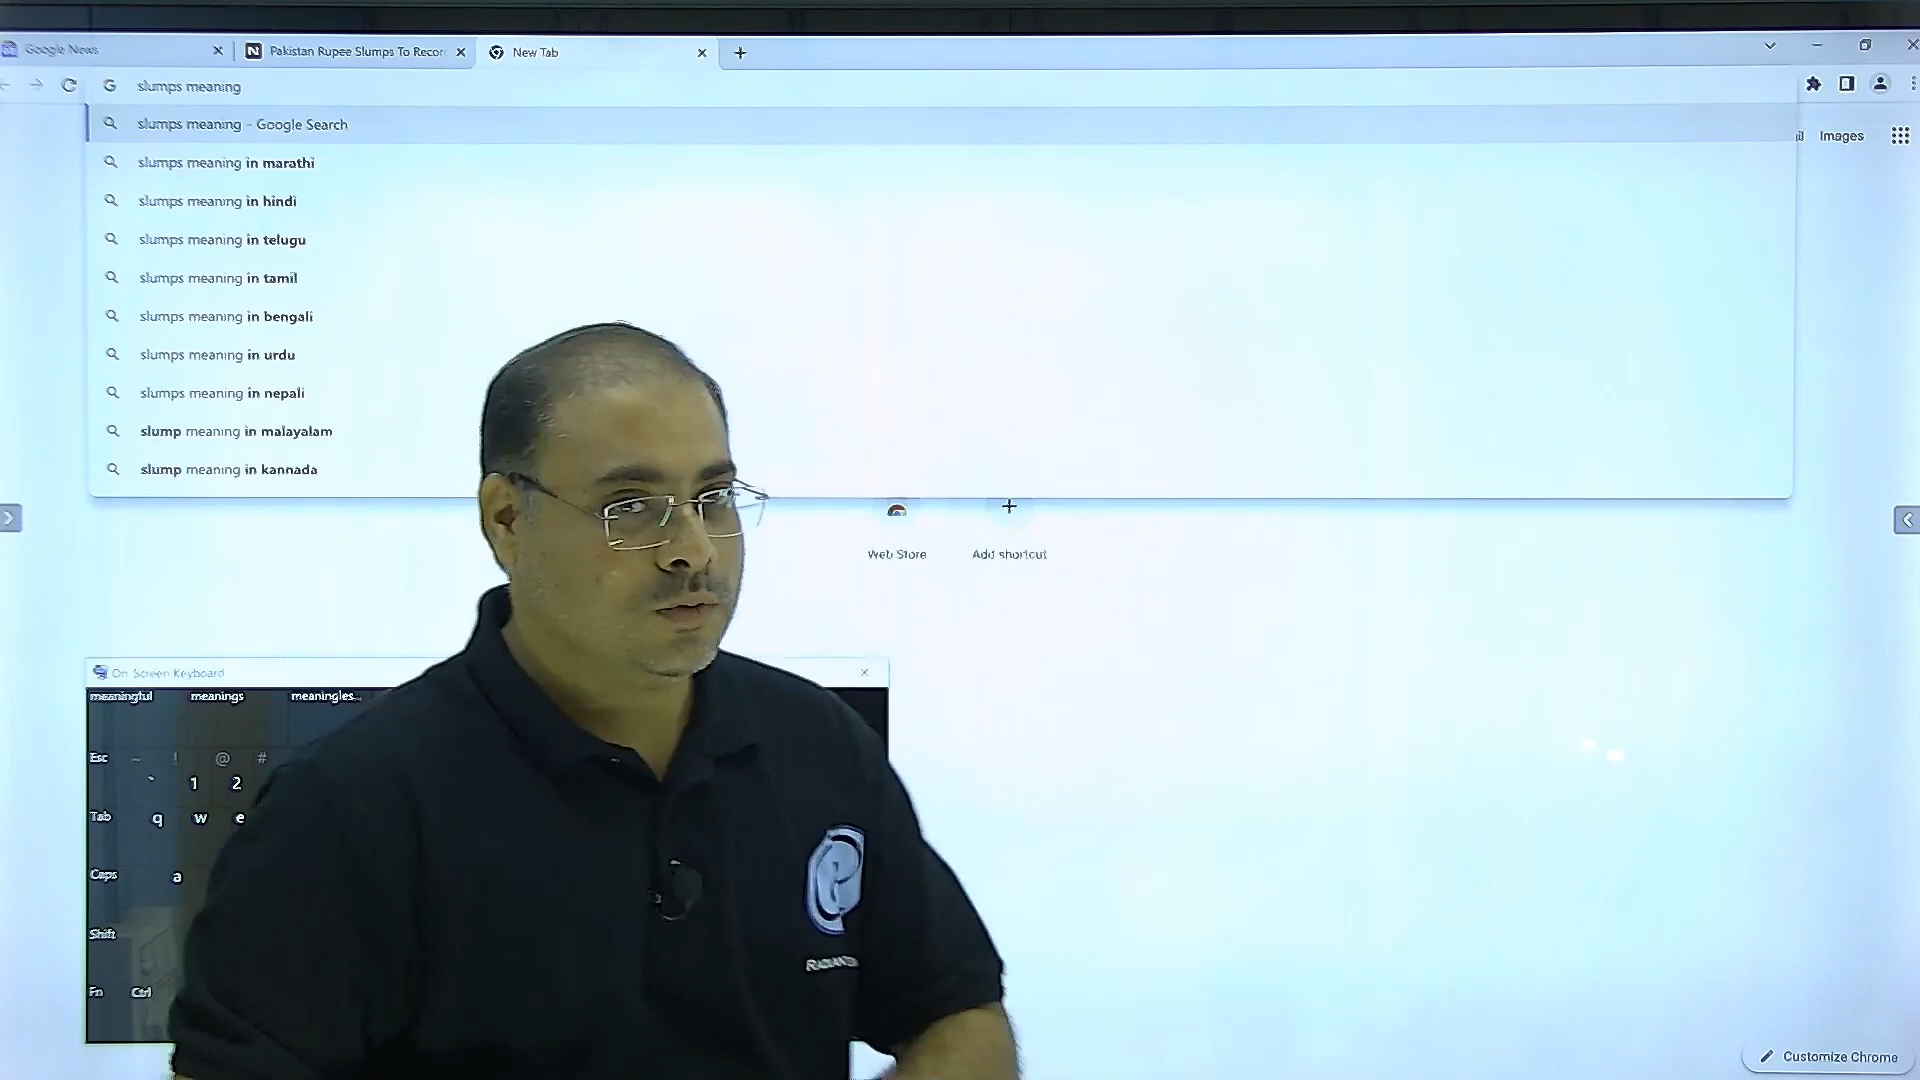 Google News
Pakistan Rupee Slumps To Recor
New Tab
slumps meaning
slumps meaning - Google Search
slumps meaning in marathi
slumps meaning in hindi
slumps meaning in telugu
slumps meaning in tamil
slumps meaning in bengali
slumps meaning in urdu
slumps meaning in nepali
slump meaning in malayalam
slump meaning in kannada
Images
Web Store
Add shortcut
On-Screen Keyboard
meaningful meanings meaningles...
Esc ~ ! @ #
` 1 2
Tab q w e
Caps a
Shift
Fn Ctrl
Customize Chrome